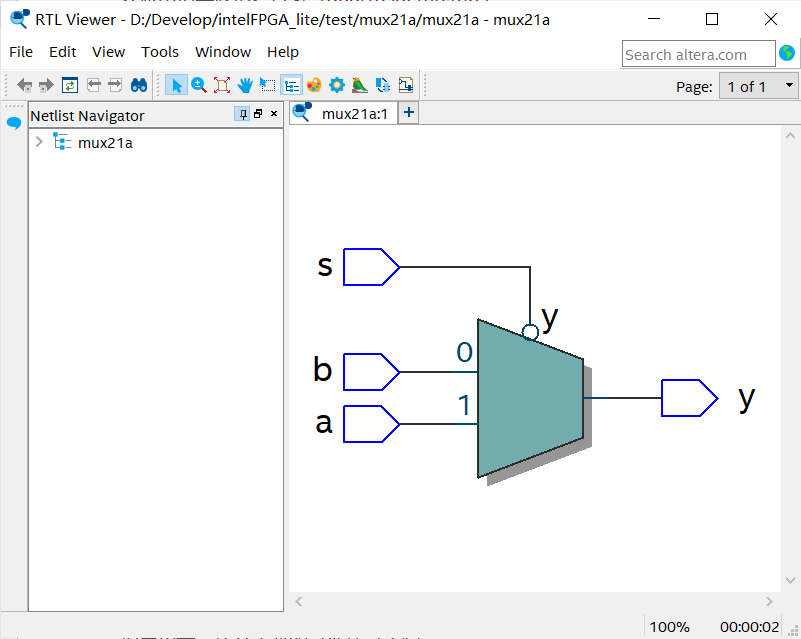 RTL Viewer - D:/Develop/intelFPGA_lite/test/mux21a/mux21a - mux21a
File Edit View Tools Window Help
Search altera.com
Page: 1 of 1
Netlist Navigator
mux21a:1
mux21a
s
y
0
b
1
a
y
100% 00:00:02